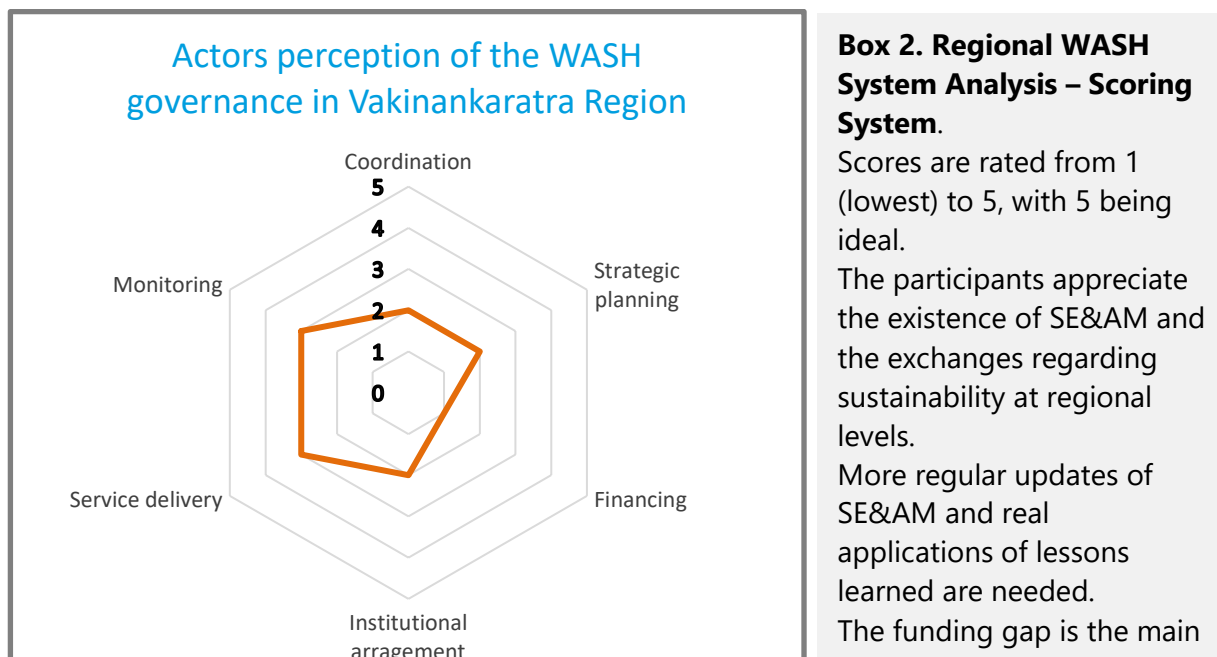 Actors perception of the WASH
governance in Vakinankaratra Region
Coordination
5
4
3
2
1
0
Strategic
planning
Financing
Institutional
arragement
Service delivery
Monitoring
Box 2. Regional WASH
System Analysis – Scoring
System.
Scores are rated from 1
(lowest) to 5, with 5 being
ideal.
The participants appreciate
the existence of SE&AM and
the exchanges regarding
sustainability at regional
levels.
More regular updates of
SE&AM and real
applications of lessons
learned are needed.
The funding gap is the main